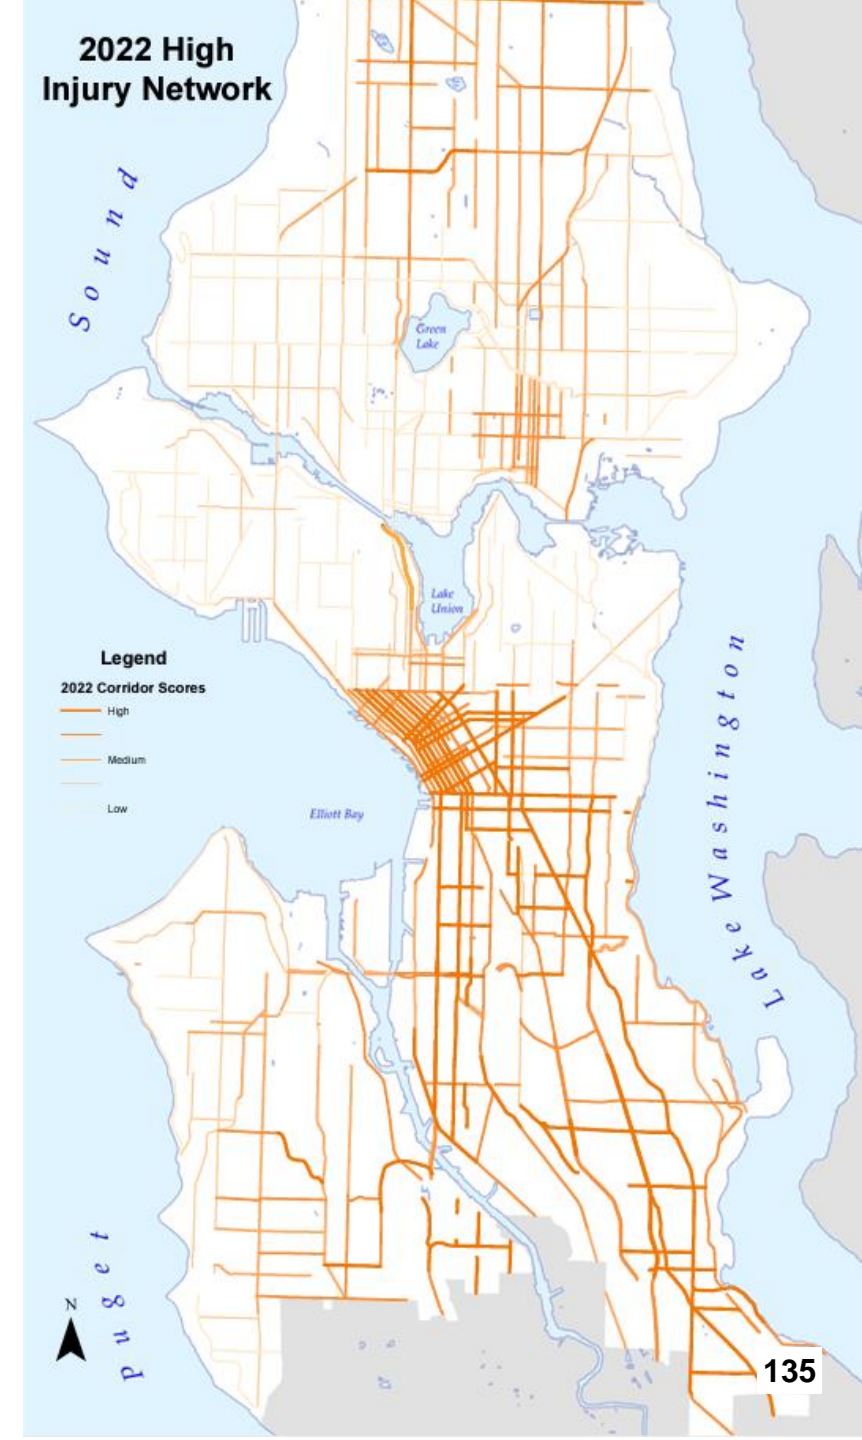 2022 High
Injury Network
Sound
Green
Lake
Lake
Union
Legend
2022 Corridor Scores
High
Medium
Low
Elliott Bay
Lake Washington
Puget
N
135